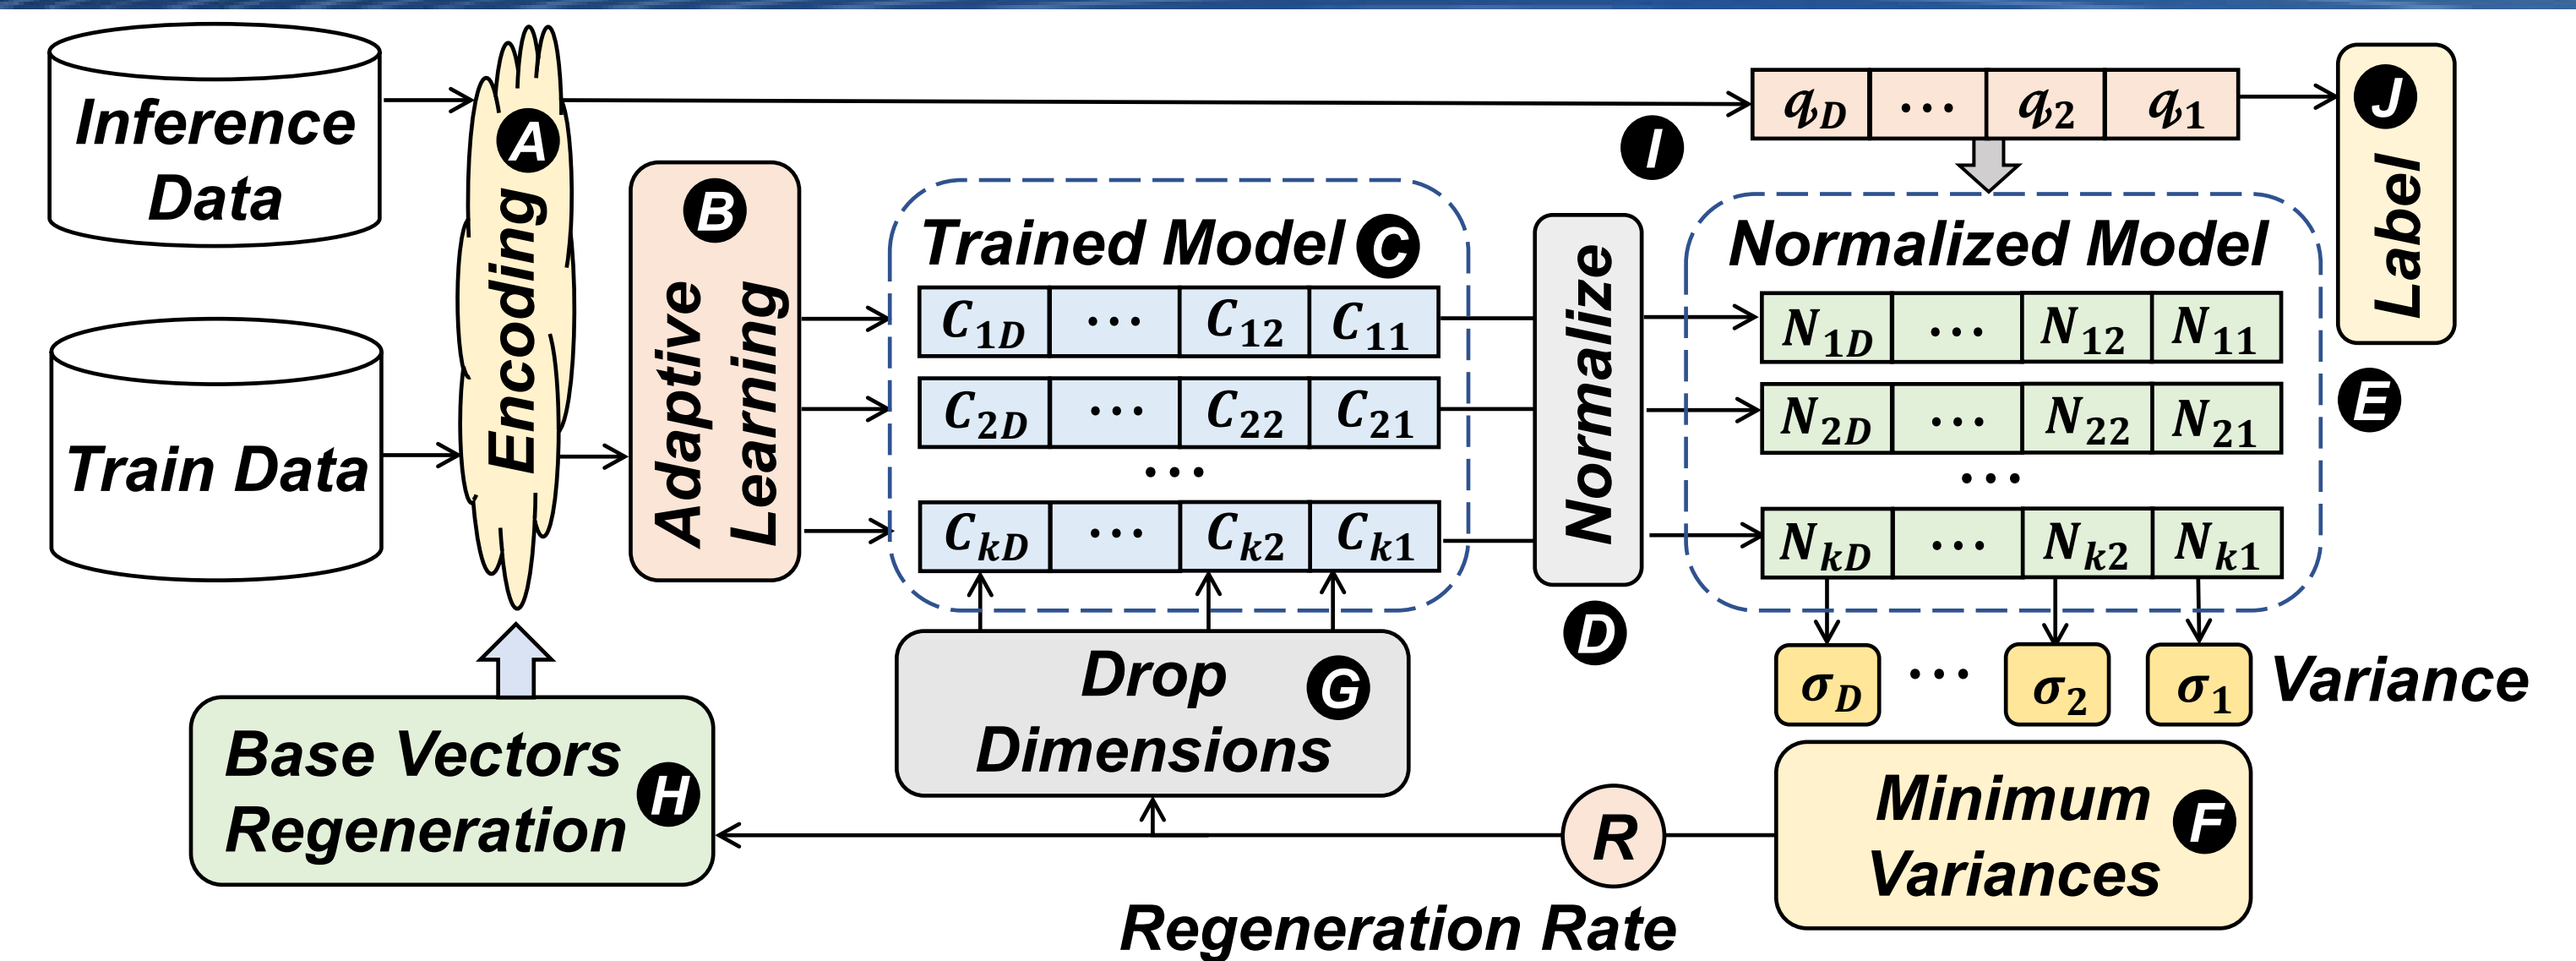 Inference
Data
Train Data
Encoding A
B
Adaptive
Learning
Trained Model C
C1D ... C12 C11
C2D ... C22 C21
...
CkD ... Ck2 Ck1
Normalize
D
I
qD ... q2 q1
Normalized Model
N1D ... N12 N11
N2D ... N22 N21
...
NkD ... Nk2 Nk1
J
Label
E
σD ... σ2 σ1 Variance
Minimum
Variances F
R
Regeneration Rate
Drop
Dimensions G
Base Vectors
Regeneration H